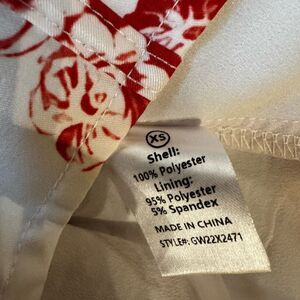 XS
Shell:
100% Polyester
Lining:
95% Polyester
5% Spandex
MADE IN CHINA
STYLE#: GW22X2471